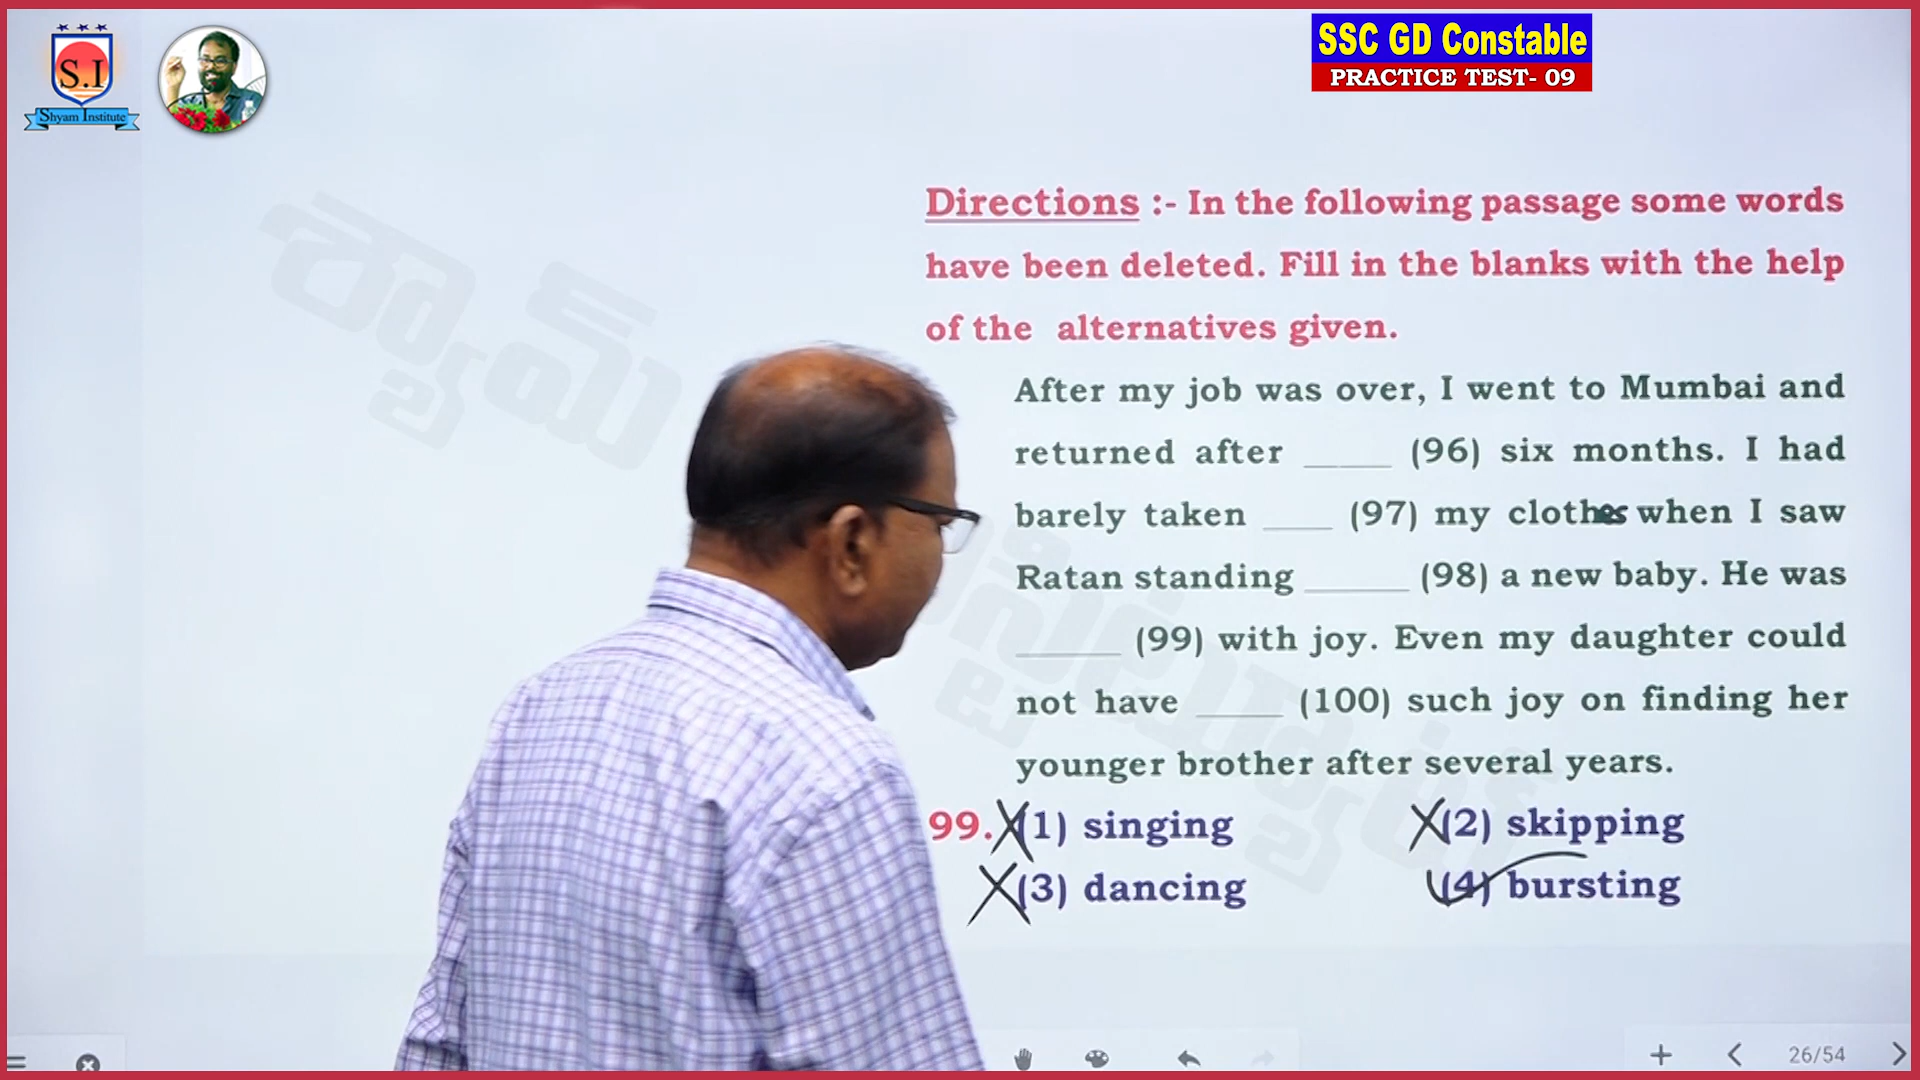 S.I
Shyam Institute
SSC GD Constable
PRACTICE TEST- 09
Directions :- In the following passage some words
have been deleted. Fill in the blanks with the help
of the alternatives given.
After my job was over, I went to Mumbai and
returned after ____ (96) six months. I had
barely taken ____ (97) my clothes when I saw
Ratan standing _____ (98) a new baby. He was
_____ (99) with joy. Even my daughter could
not have ____ (100) such joy on finding her
younger brother after several years.
99. (1) singing (2) skipping
(3) dancing (4) bursting
26/54